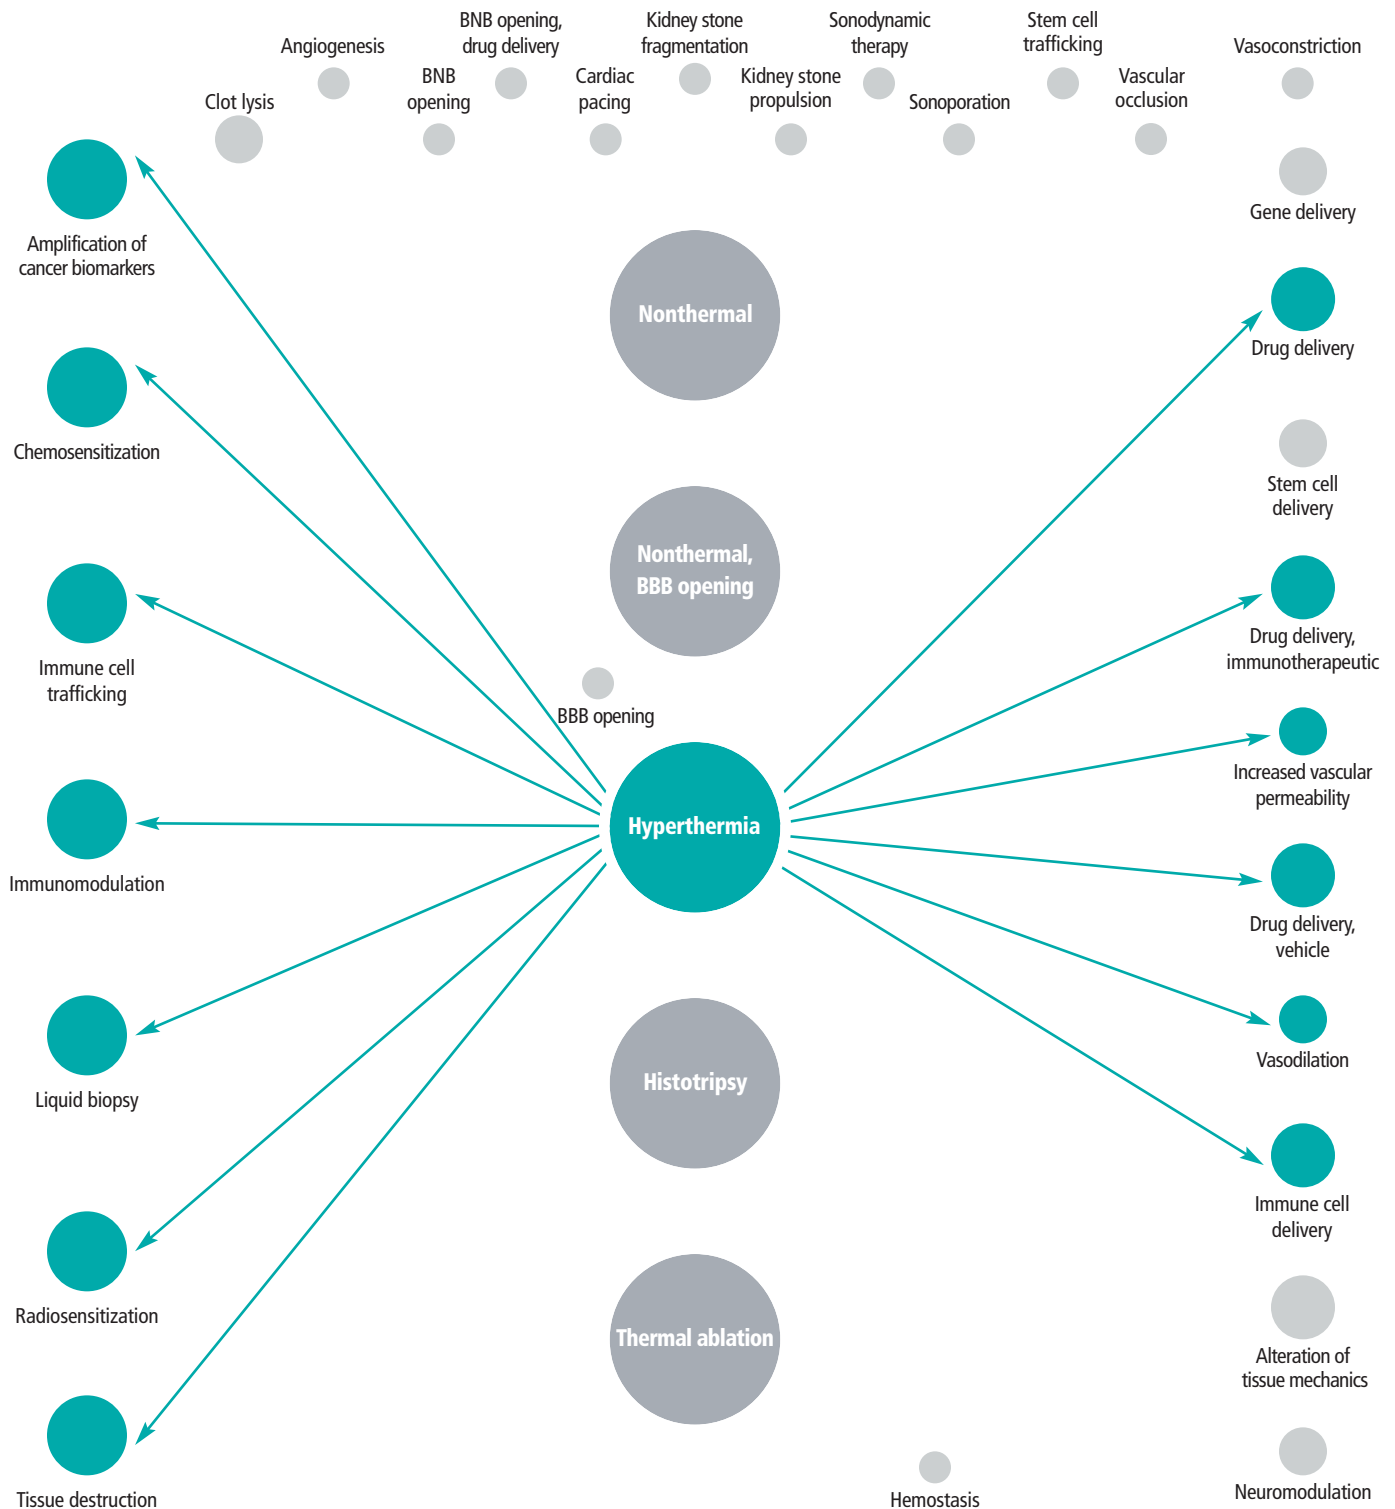 BNB opening,
drug delivery
Kidney stone
fragmentation
Sonodynamic
therapy
Stem cell
trafficking
Angiogenesis
Vasoconstriction
BNB
opening
Cardiac
pacing
Kidney stone
propulsion
Vascular
occlusion
Clot lysis
Sonoporation
Amplification of
cancer biomarkers
Chemosensitization
Immune cell
trafficking
Immunomodulation
Liquid biopsy
Radiosensitization
Tissue destruction
Nonthermal
Nonthermal,
BBB opening
BBB opening
Hyperthermia
Histotripsy
Thermal ablation
Hemostasis
Gene delivery
Drug delivery
Stem cell
delivery
Drug delivery,
immunotherapeutic
Increased vascular
permeability
Drug delivery,
vehicle
Vasodilation
Immune cell
delivery
Alteration of
tissue mechanics
Neuromodulation